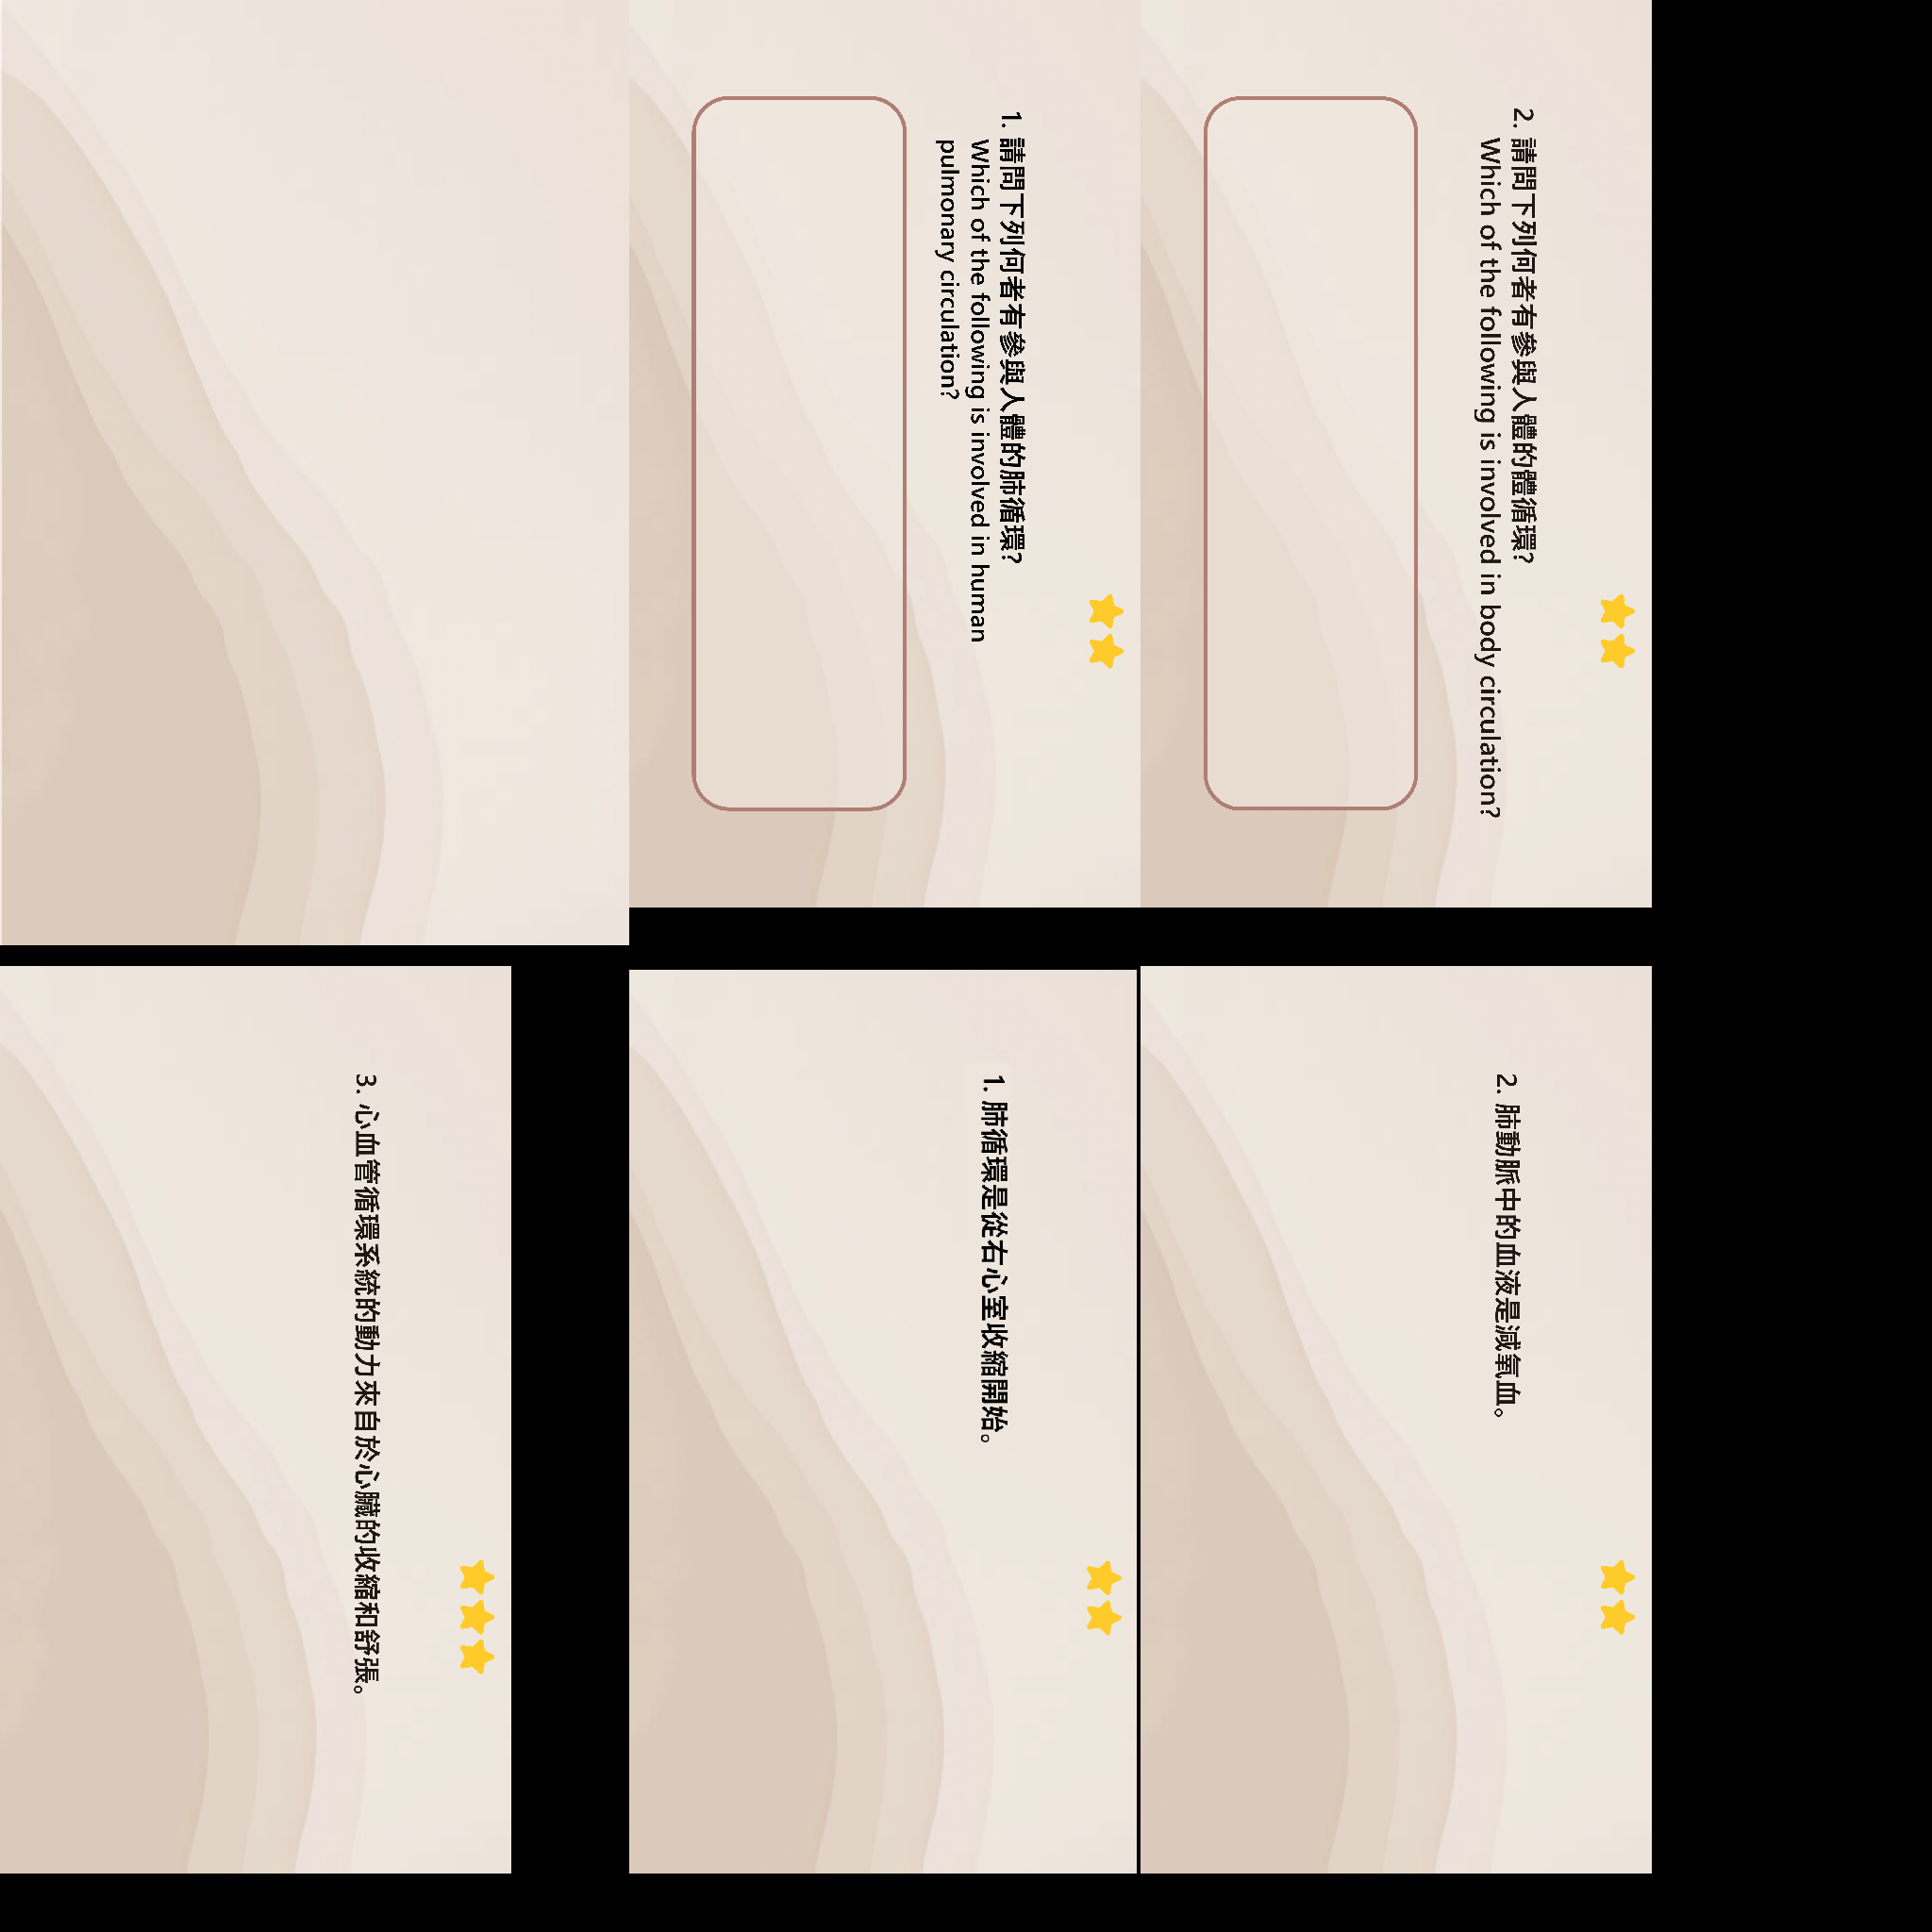 1. 請問下列何者有參與人體的肺循環?
Which of the following is involved in human
pulmonary circulation?
2. 請問下列何者有參與人體的體循環?
Which of the following is involved in body circulation?
3. 心血管循環系統的動力來自於心臟的收縮和舒張。
1. 肺循環是從右心室收縮開始。
2. 肺動脈中的血液是減氧血。